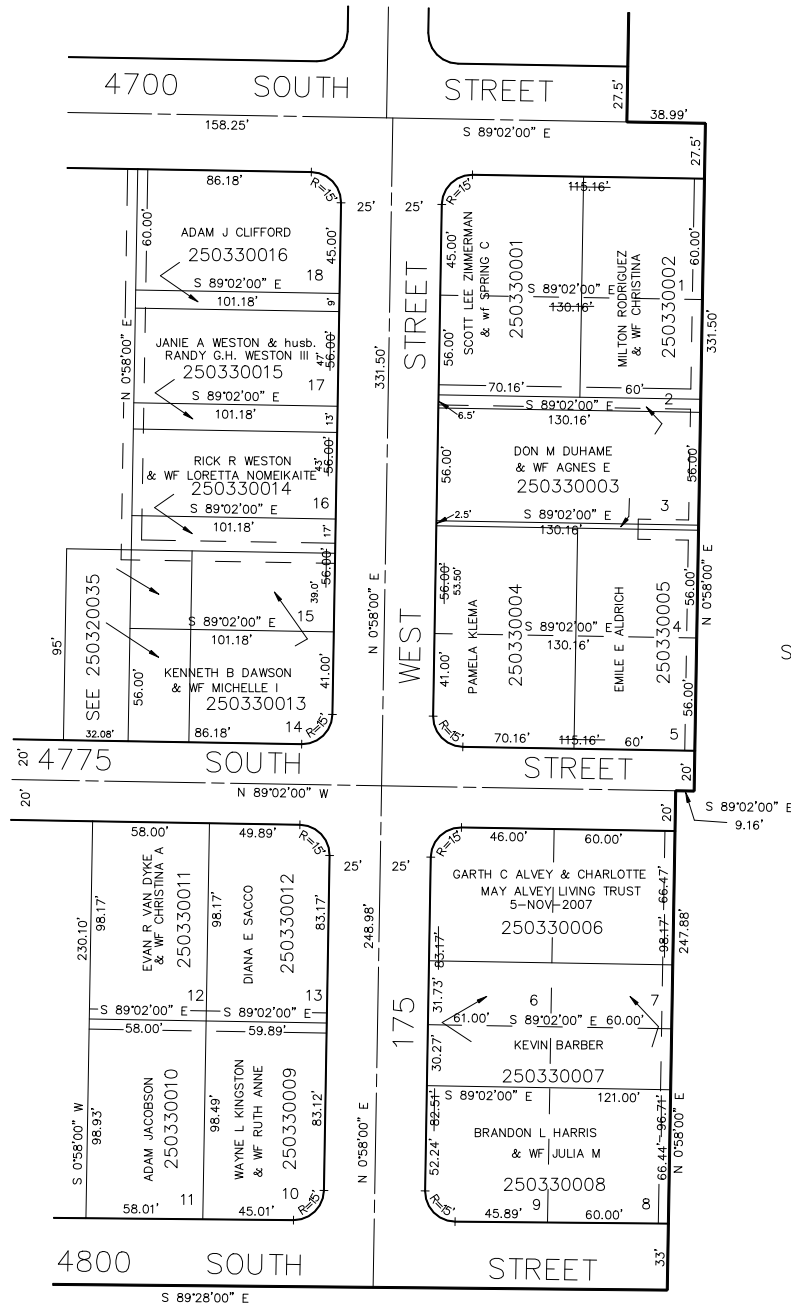 4700 SOUTH STREET
27.5'
38.99'
158.25'
S 89°02'00" E
27.5'
86.18'
R=15'
25'
25'
R=15'
115.16'
60.00'
ADAM J CLIFFORD
250330016
18
45.00'
S 89°02'00" E
101.18'
9'
45.00'
SCOTT LEE ZIMMERMAN
& wf SPRING C
250330001
S 89°02'00" E
130.16'
MILTON RODRIGUEZ
& WF CHRISTINA
250330002
1
60.00'
331.50'
N 0°58'00" E
JANIE A WESTON & husb.
RANDY G.H. WESTON III
250330015
17
47'
56.00'
S 89°02'00" E
101.18'
13'
331.50'
STREET
56.00'
70.16'
60'
2
S 89°02'00" E
130.16'
6.5'
RICK R WESTON
& WF LORETTA NOMEIKAITE
250330014
16
43'
56.00'
S 89°02'00" E
101.18'
17'
56.00'
DON M DUHAME
& WF AGNES E
250330003
3
56.00'
2.5'
S 89°02'00" E
130.16'
SEE 250320035
95'
56.00'
32.08'
39.0'
56.00'
15
S 89°02'00" E
101.18'
KENNETH B DAWSON
& WF MICHELLE I
250330013
14
41.00'
86.18'
R=15'
N 0°58'00" E
WEST
56.00'
53.50'
41.00'
PAMELA KLEMA
250330004
S 89°02'00" E
130.16'
EMILE E ALDRICH
250330005
4
56.00'
56.00'
5
N 0°58'00" E
S
R=15'
70.16'
115.16'
60'
20'
4775 SOUTH STREET
20'
20'
N 89°02'00" W
20'
S 89°02'00" E
9.16'
58.00'
49.89'
R=15'
25'
25'
R=15'
46.00'
60.00'
230.10'
98.17'
EVAN R VAN DYKE
& WF CHRISTINA A
250330011
12
98.17'
DIANA E SACCO
250330012
13
83.17'
248.98'
GARTH C ALVEY & CHARLOTTE
MAY ALVEY LIVING TRUST
5-NOV-2007
250330006
83.17'
98.17'
66.47'
247.88'
S 89°02'00" E
S 89°02'00" E
58.00'
59.89'
31.73'
6
7
61.00'
S 89°02'00" E
60.00'
175
30.27'
KEVIN BARBER
250330007
S 89°02'00" E
121.00'
S 0°58'00" W
98.93'
ADAM JACOBSON
250330010
11
98.49'
WAYNE L KINGSTON
& WF RUTH ANNE
250330009
10
83.12'
N 0°58'00" E
82.51'
52.24'
BRANDON L HARRIS
& WF JULIA M
250330008
9
8
96.71'
66.44'
N 0°58'00" E
58.01'
45.01'
R=15'
R=15'
45.89'
60.00'
4800 SOUTH STREET
33'
S 89°28'00" E